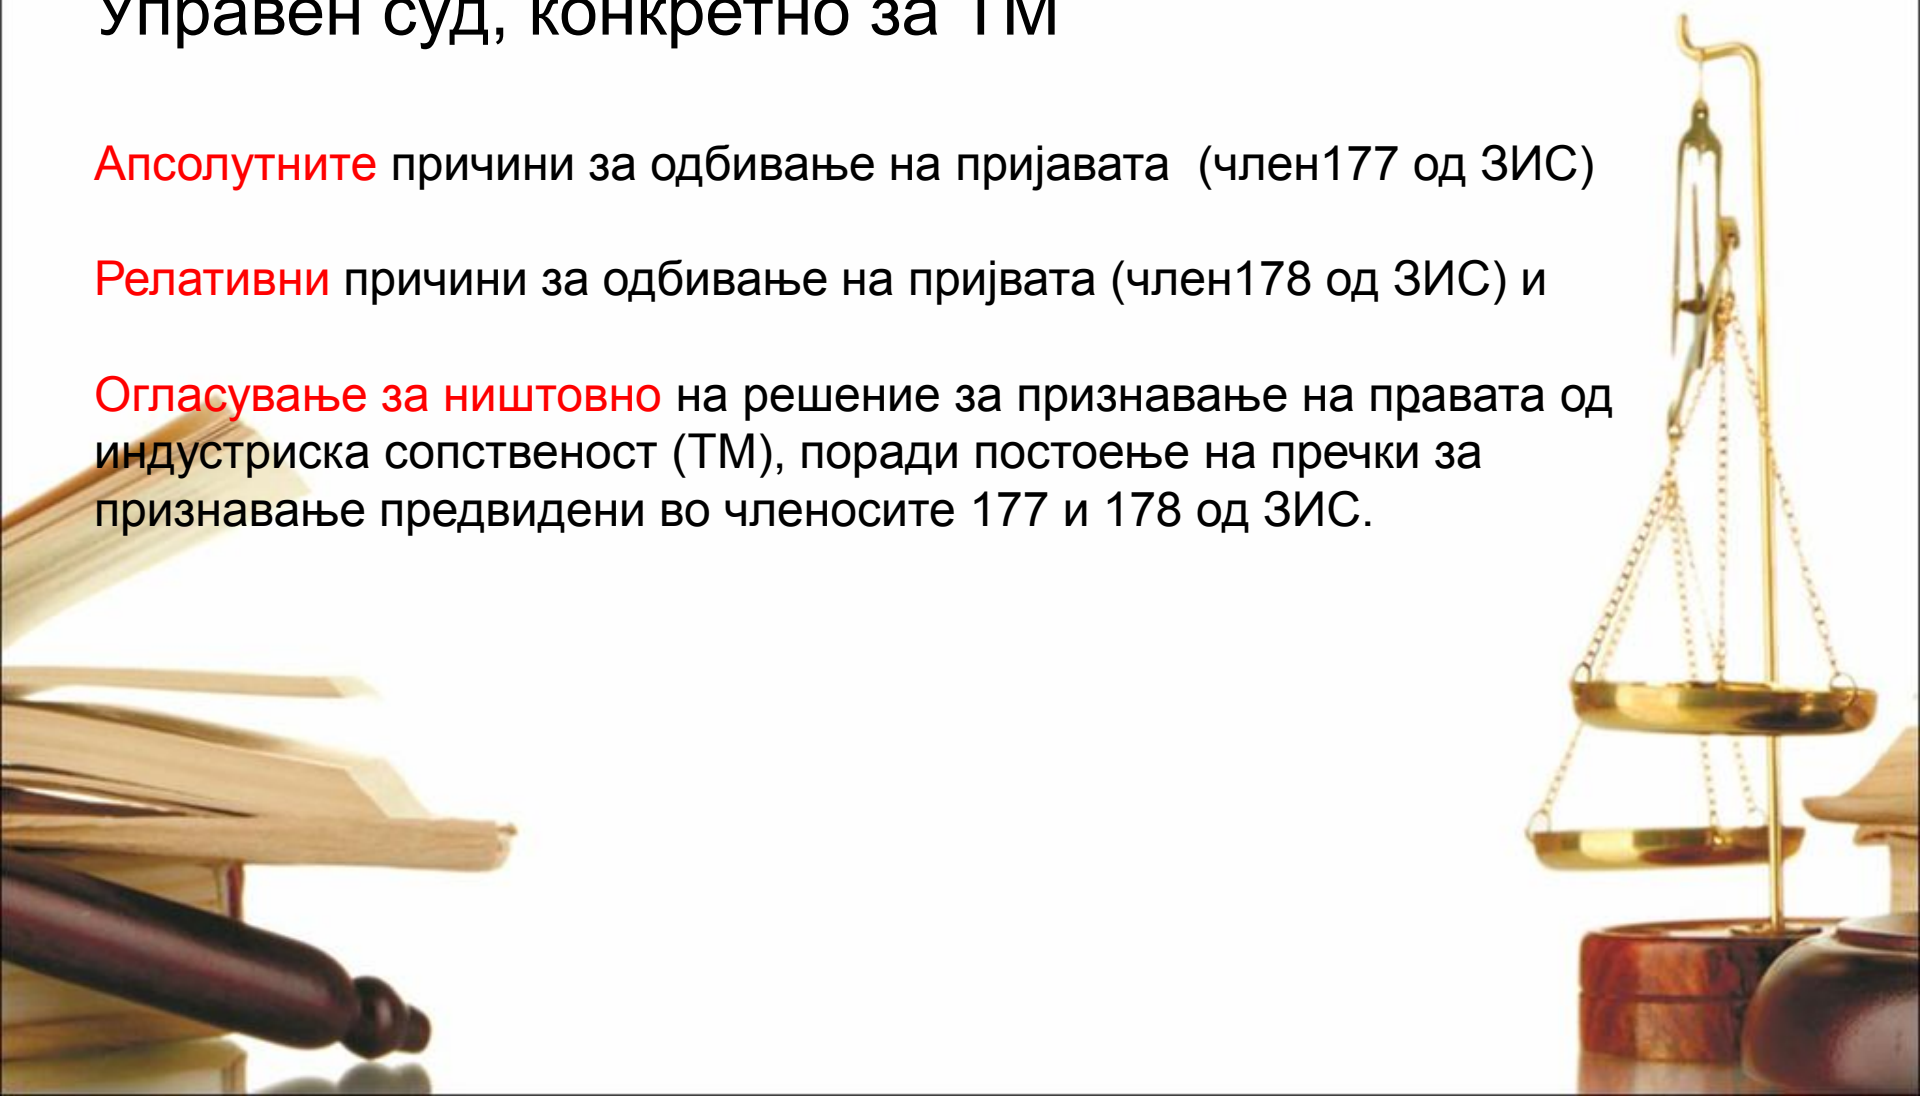 Управен суд, конкретно за ТМ
Апсолутните причини за одбивање на пријавата (член177 од ЗИС)
Релативни причини за одбивање на пријвата (член178 од ЗИС) и
Огласување за ништовно на решение за признавање на правата од
индустриска сопственост (ТМ), поради постоење на пречки за
признавање предвидени во членосите 177 и 178 од ЗИС.